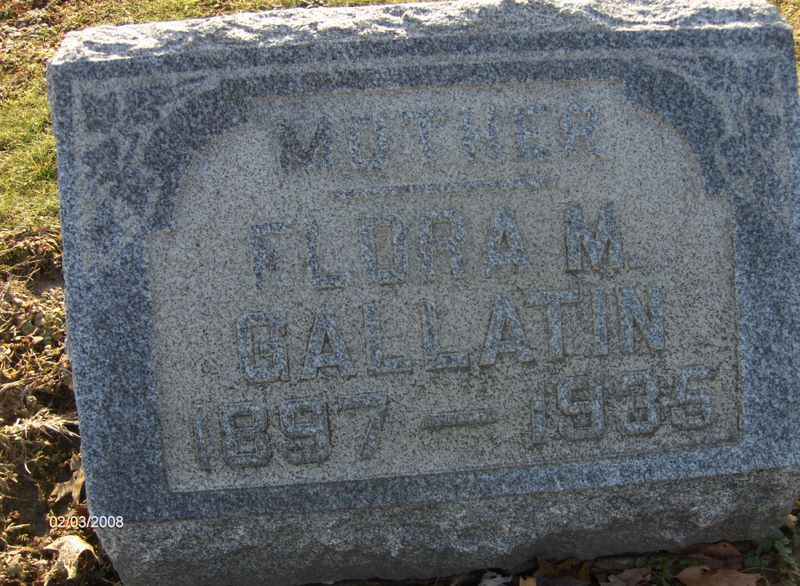 MOTHER
FLORA M.
GALLATIN
1897 — 1935
02/03/2008